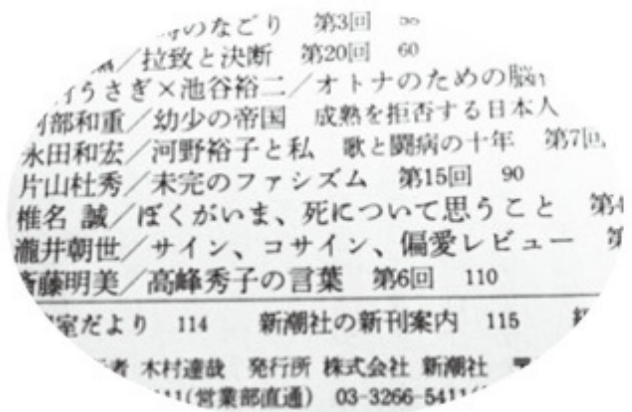 のなごり 第3回
／拉致と決断 第20回 60
うさぎ×池谷裕二／オトナのための脳
部和重／幼少の帝国 成熟を拒否する日本人
永田和宏／河野裕子と私 歌と闘病の十年 第7回
片山杜秀／未完のファシズム 第15回 90
椎名 誠／ぼくがいま、死について思うこと 第4
瀧井朝世／サイン、コサイン、偏愛レビュー 第
斎藤明美／高峰秀子の言葉 第6回 110
室だより 114 新潮社の新刊案内 115
者 木村達哉 発行所 株式会社 新潮社 〒
11(営業部直通) 03-3266-5411(